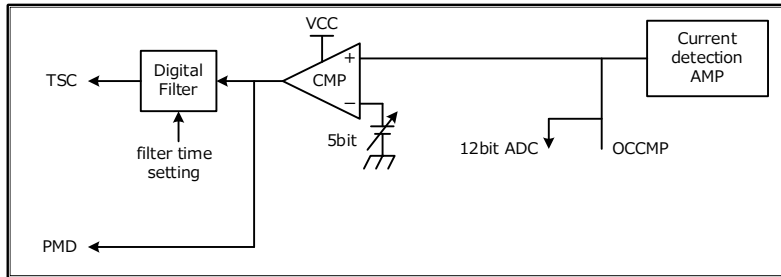 VCC
Current
detection
AMP
TSC
Digital
Filter
+
CMP
−
5bit
filter time
setting
12bit ADC
OCCMP
PMD